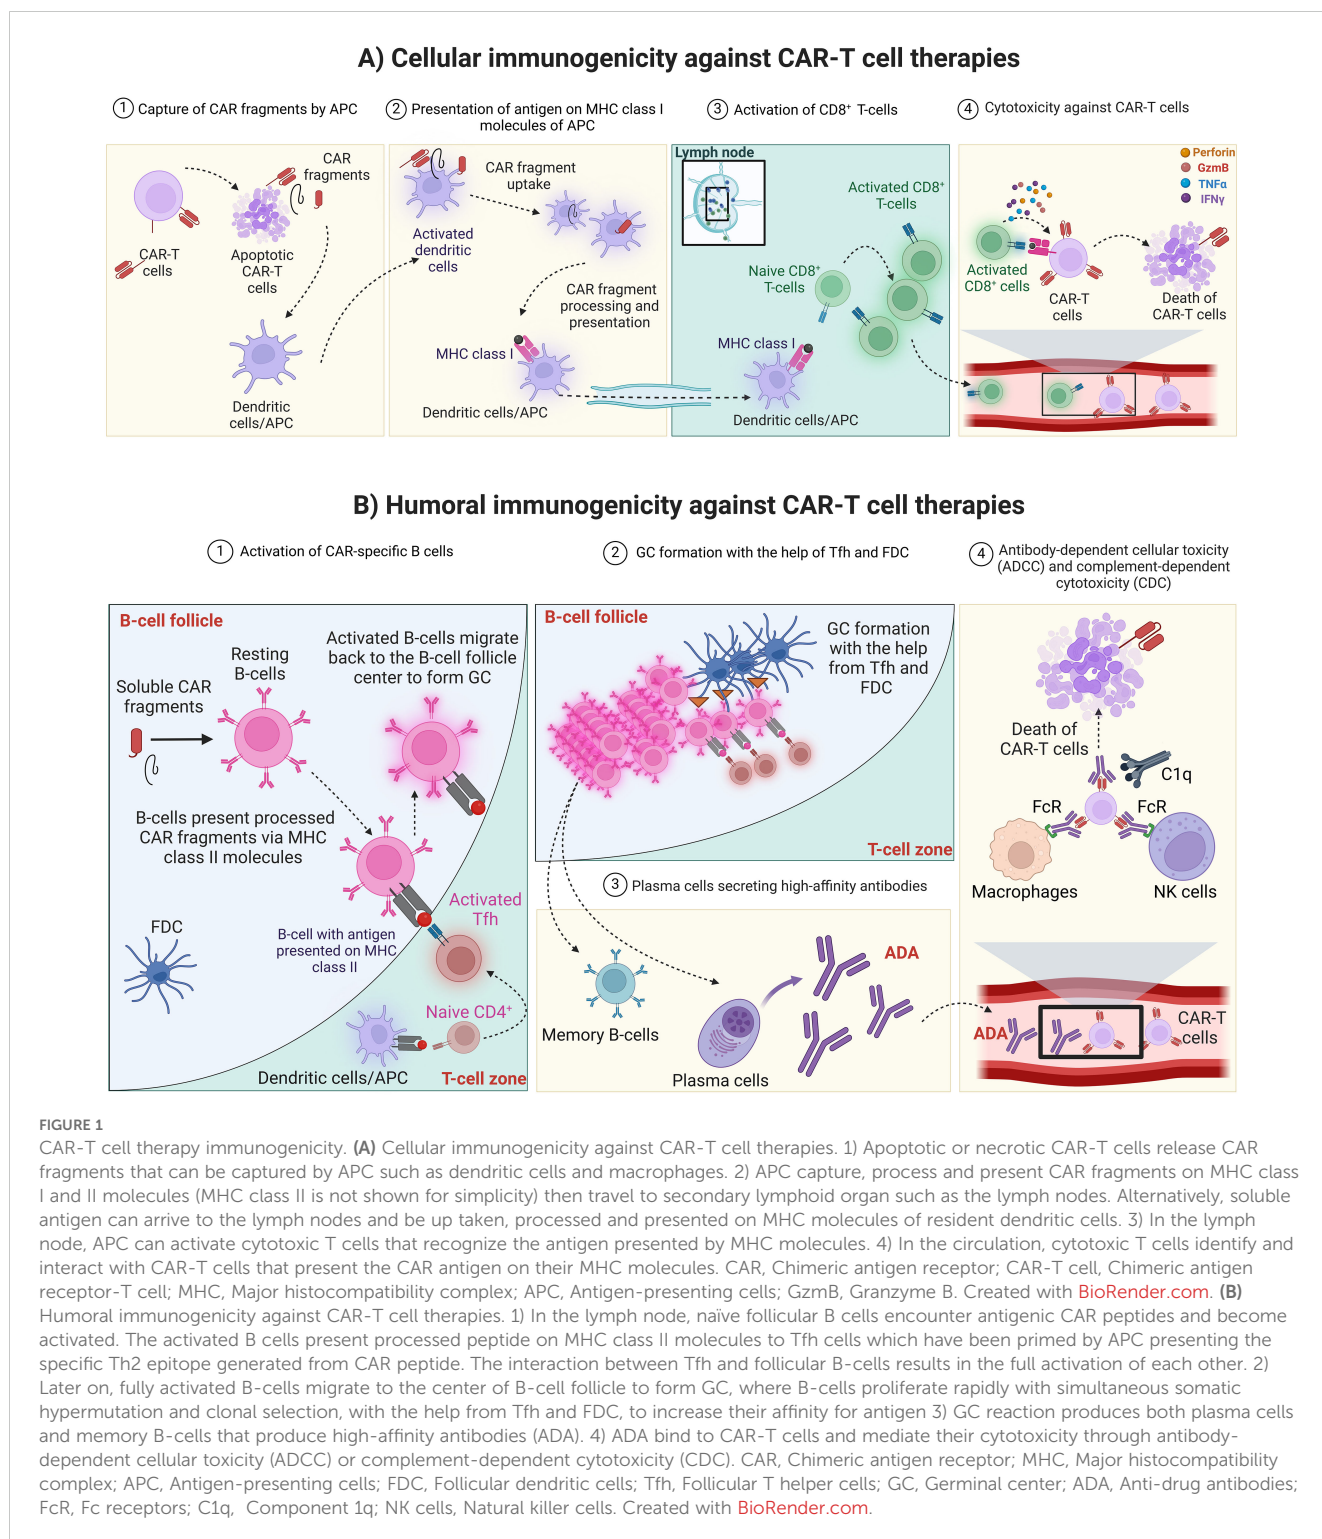 A) Cellular immunogenicity against CAR-T cell therapies
1 Capture of CAR fragments by APC
2 Presentation of antigen on MHC class I
molecules of APC
3 Activation of CD8⁺ T-cells
4 Cytotoxicity against CAR-T cells
CAR
fragments
CAR-T
cells
Apoptotic
CAR-T
cells
Dendritic
cells/APC
CAR fragment
uptake
Activated
dendritic
cells
CAR fragment
processing and
presentation
MHC class I
Dendritic cells/APC
Lymph node
Activated CD8⁺
T-cells
Naive CD8⁺
T-cells
MHC class I
Dendritic cells/APC
Perforin
GzmB
TNFα
IFNγ
Activated
CD8⁺ cells
CAR-T
cells
Death of
CAR-T cells
B) Humoral immunogenicity against CAR-T cell therapies
1 Activation of CAR-specific B cells
2 GC formation with the help of Tfh and FDC
4 Antibody-dependent cellular toxicity
(ADCC) and complement-dependent
cytotoxicity (CDC)
B-cell follicle
Resting
B-cells
Activated B-cells migrate
back to the B-cell follicle
center to form GC
Soluble CAR
fragments
B-cells present processed
CAR fragments via MHC
class II molecules
FDC
B-cell with antigen
presented on MHC
class II
Activated
Tfh
Naive CD4⁺
Dendritic cells/APC
T-cell zone
B-cell follicle
GC formation
with the help
from Tfh and
FDC
T-cell zone
3 Plasma cells secreting high-affinity antibodies
ADA
Memory B-cells
Plasma cells
Death of
CAR-T cells
C1q
FcR
FcR
Macrophages
NK cells
ADA
CAR-T
cells
FIGURE 1
CAR-T cell therapy immunogenicity. (A) Cellular immunogenicity against CAR-T cell therapies. 1) Apoptotic or necrotic CAR-T cells release CAR
fragments that can be captured by APC such as dendritic cells and macrophages. 2) APC capture, process and present CAR fragments on MHC class
I and II molecules (MHC class II is not shown for simplicity) then travel to secondary lymphoid organ such as the lymph nodes. Alternatively, soluble
antigen can arrive to the lymph nodes and be up taken, processed and presented on MHC molecules of resident dendritic cells. 3) In the lymph
node, APC can activate cytotoxic T cells that recognize the antigen presented by MHC molecules. 4) In the circulation, cytotoxic T cells identify and
interact with CAR-T cells that present the CAR antigen on their MHC molecules. CAR, Chimeric antigen receptor; CAR-T cell, Chimeric antigen
receptor-T cell; MHC, Major histocompatibility complex; APC, Antigen-presenting cells; GzmB, Granzyme B. Created with BioRender.com. (B)
Humoral immunogenicity against CAR-T cell therapies. 1) In the lymph node, naïve follicular B cells encounter antigenic CAR peptides and become
activated. The activated B cells present processed peptide on MHC class II molecules to Tfh cells which have been primed by APC presenting the
specific Th2 epitope generated from CAR peptide. The interaction between Tfh and follicular B-cells results in the full activation of each other. 2)
Later on, fully activated B-cells migrate to the center of B-cell follicle to form GC, where B-cells proliferate rapidly with simultaneous somatic
hypermutation and clonal selection, with the help from Tfh and FDC, to increase their affinity for antigen 3) GC reaction produces both plasma cells
and memory B-cells that produce high-affinity antibodies (ADA). 4) ADA bind to CAR-T cells and mediate their cytotoxicity through antibody-
dependent cellular toxicity (ADCC) or complement-dependent cytotoxicity (CDC). CAR, Chimeric antigen receptor; MHC, Major histocompatibility
complex; APC, Antigen-presenting cells; FDC, Follicular dendritic cells; Tfh, Follicular T helper cells; GC, Germinal center; ADA, Anti-drug antibodies;
FcR, Fc receptors; C1q, Component 1q; NK cells, Natural killer cells. Created with BioRender.com.